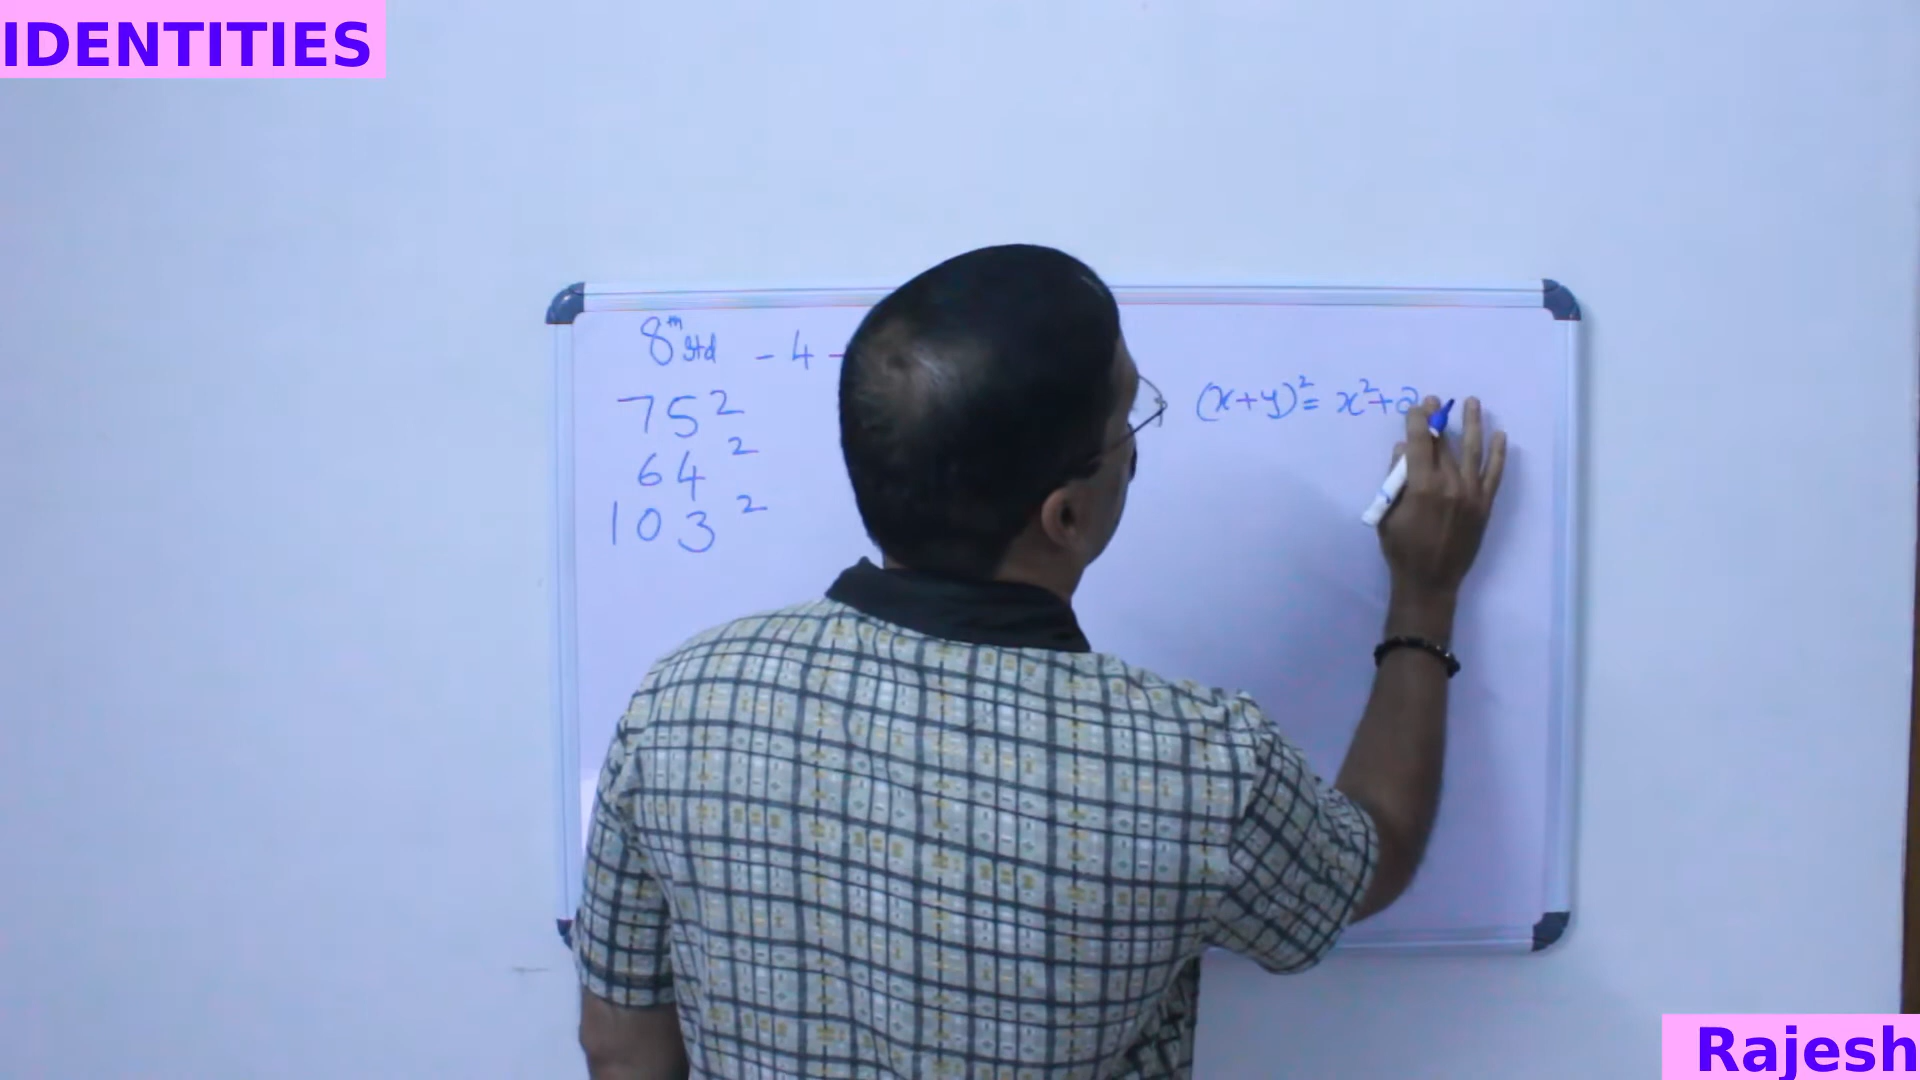 IDENTITIES
8th Std - 4 -
75²
64²
103²
(x+y)² = x²+2
Rajesh